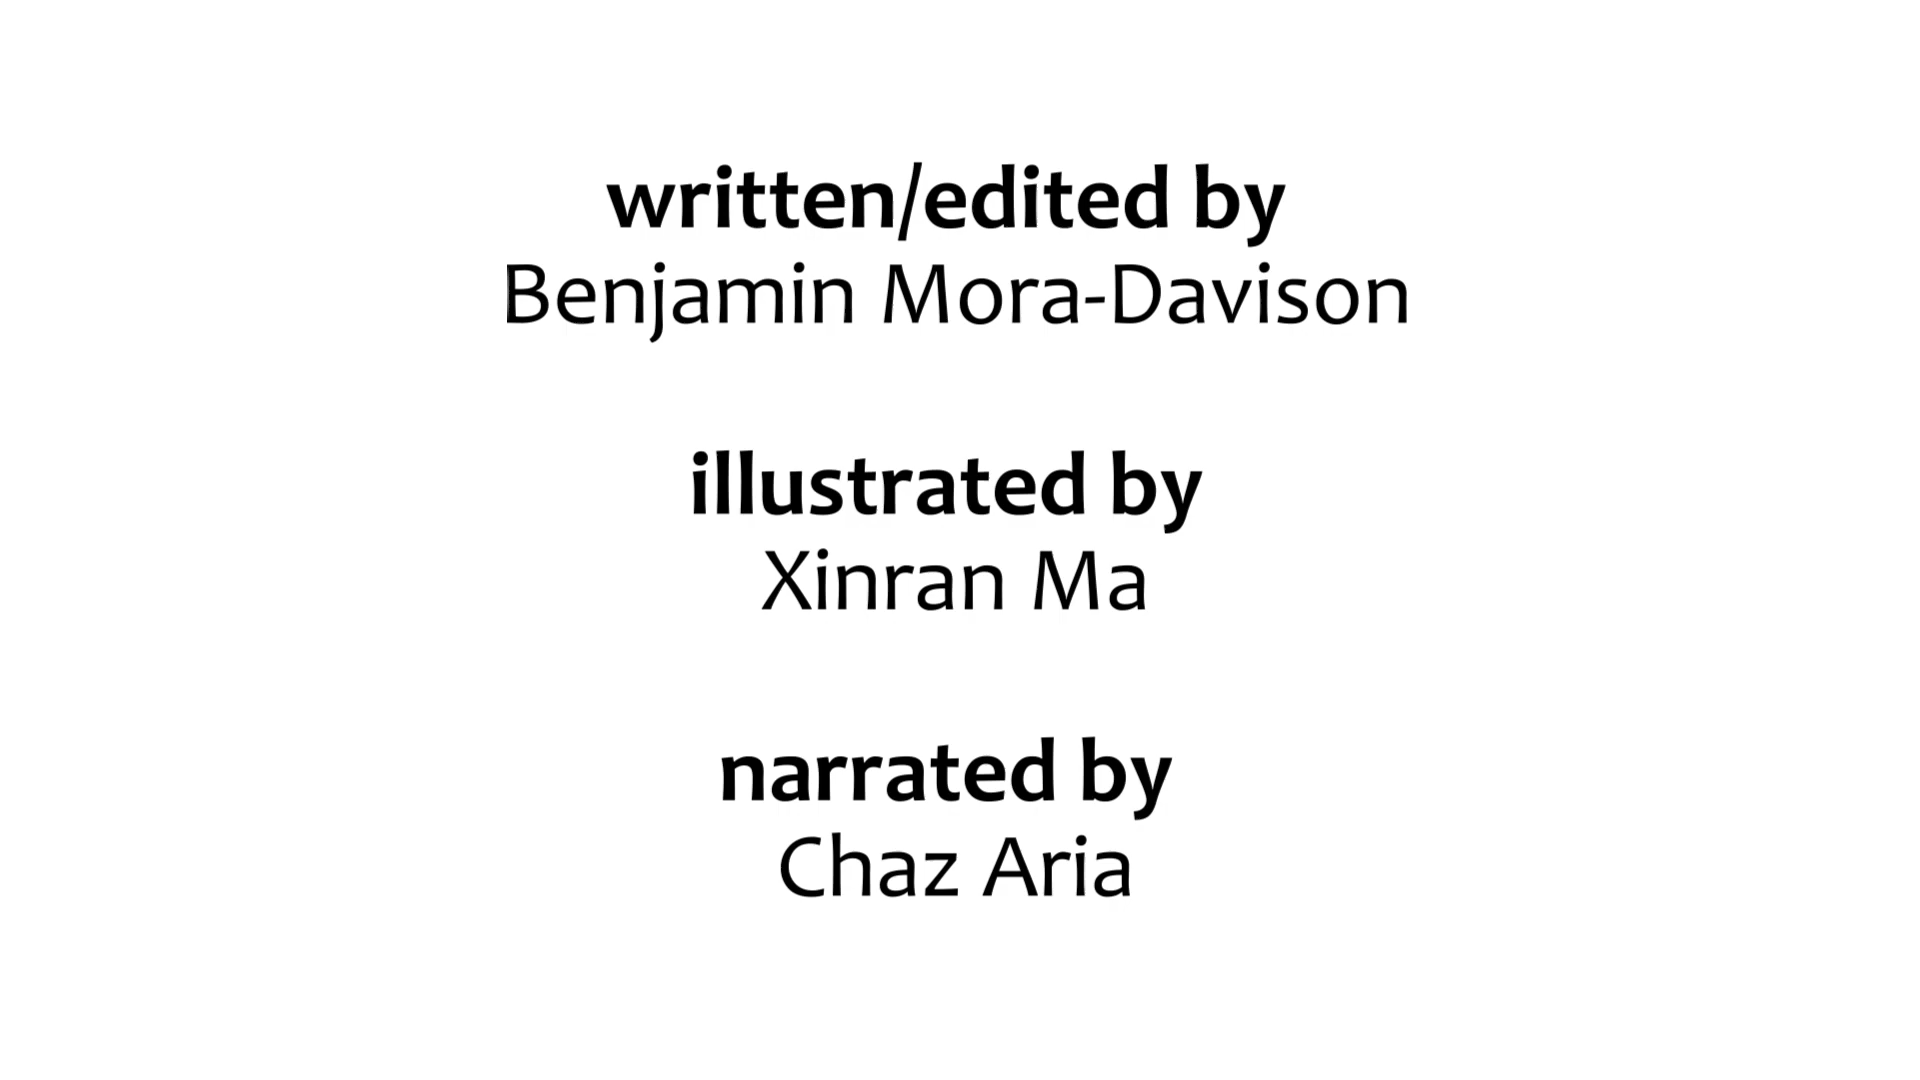 written/edited by
Benjamin Mora-Davison
illustrated by
Xinran Ma
narrated by
Chaz Aria